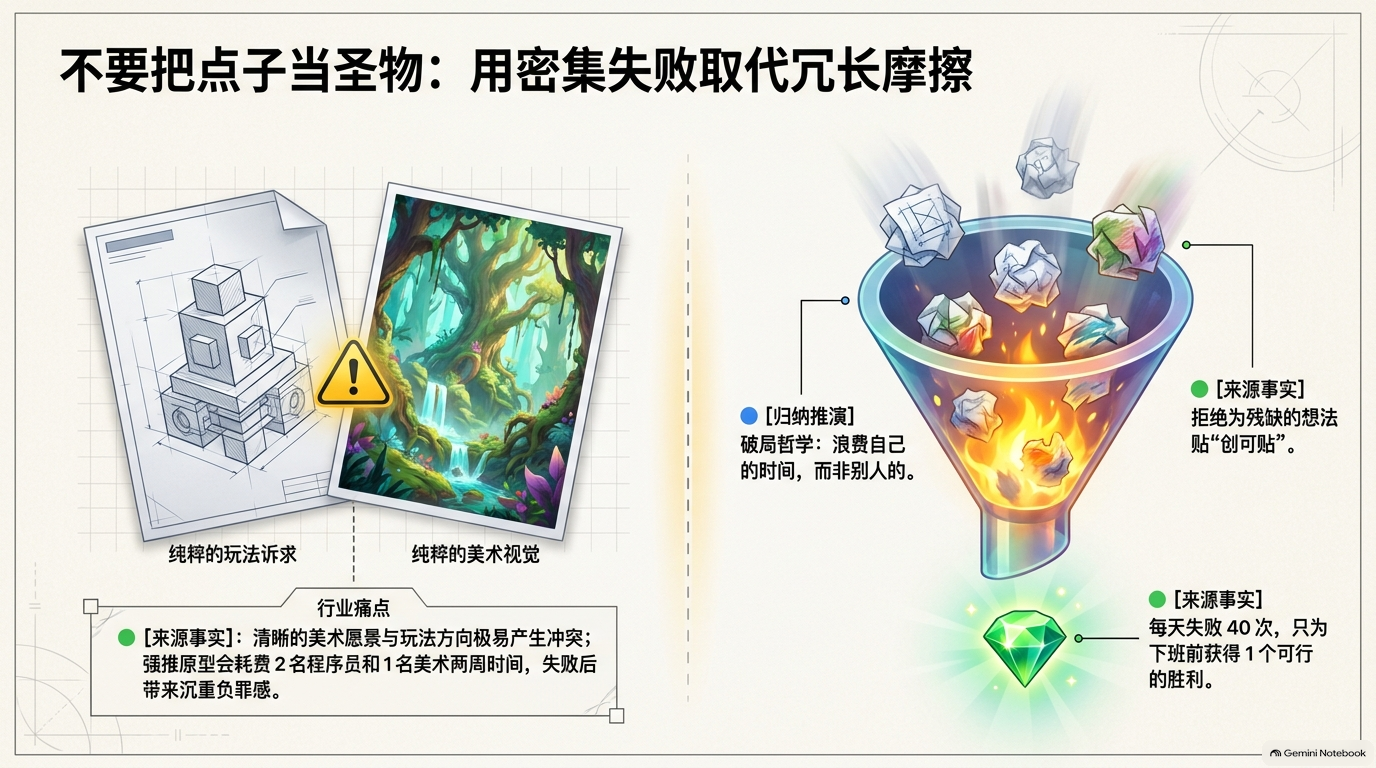 不要把点子当圣物：用密集失败取代冗长摩擦
纯粹的玩法诉求
纯粹的美术视觉
行业痛点
[来源事实]：清晰的美术愿景与玩法方向极易产生冲突；
强推原型会耗费 2 名程序员和 1 名美术两周时间，失败后
带来沉重负罪感。
[归纳推演]
破局哲学：浪费自己
的时间，而非别人的。
[来源事实]
拒绝为残缺的想法
贴“创可贴”。
[来源事实]
每天失败 40 次，只为
下班前获得 1 个可行
的胜利。
Gemini Notebook